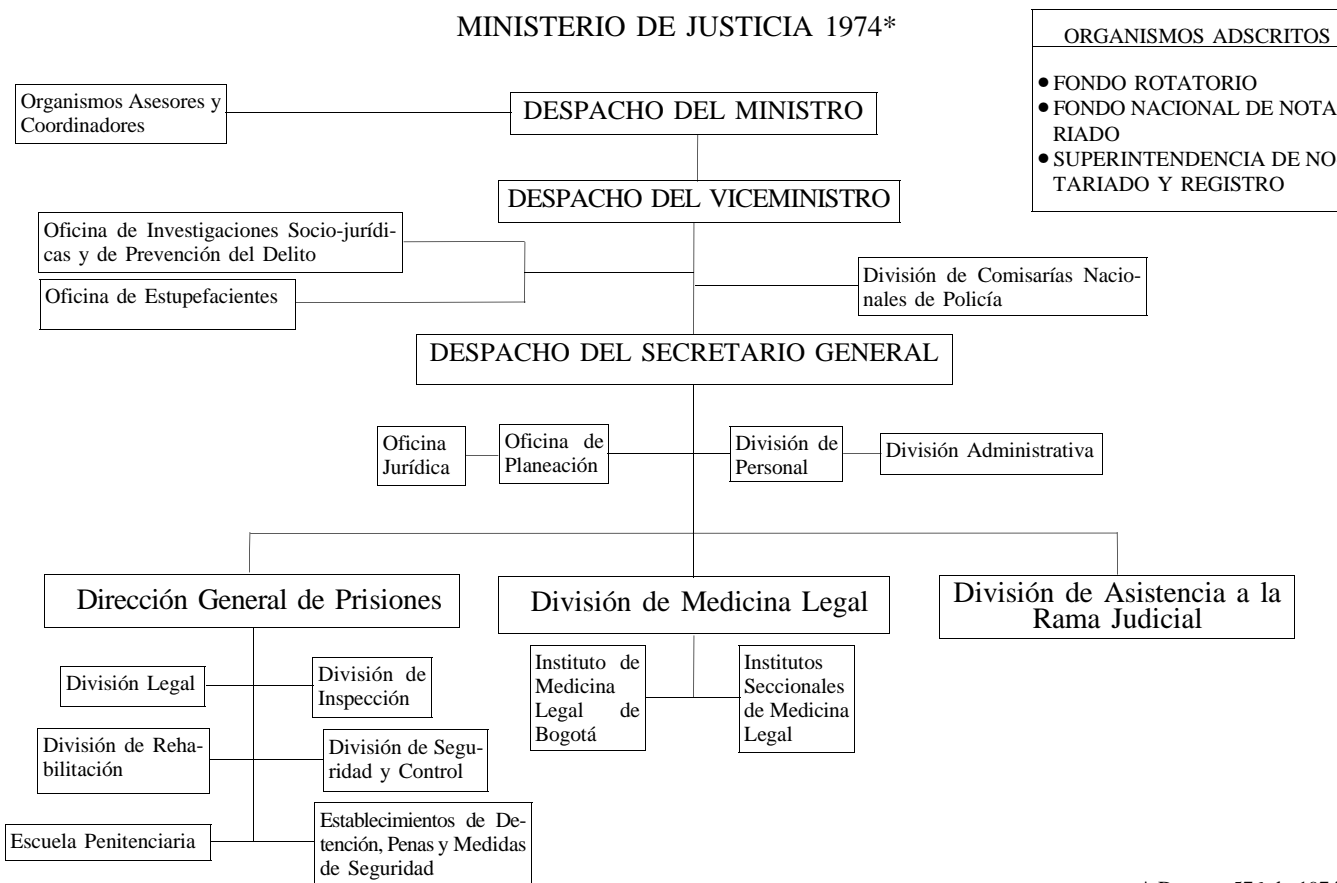 MINISTERIO DE JUSTICIA 1974*
ORGANISMOS ADSCRITOS
● FONDO ROTATORIO
● FONDO NACIONAL DE NOTA
RIADO
● SUPERINTENDENCIA DE NO
TARIADO Y REGISTRO
Organismos Asesores y
Coordinadores
DESPACHO DEL MINISTRO
DESPACHO DEL VICEMINISTRO
Oficina de Investigaciones Socio-jurídi-
cas y de Prevención del Delito
Oficina de Estupefacientes
División de Comisarías Nacio-
nales de Policía
DESPACHO DEL SECRETARIO GENERAL
Oficina
Jurídica
Oficina de
Planeación
División de
Personal
División Administrativa
Dirección General de Prisiones
División de Medicina Legal
División de Asistencia a la
Rama Judicial
División Legal
División de
Inspección
División de Reha-
bilitación
División de Segu-
ridad y Control
Escuela Penitenciaria
Establecimientos de De-
tención, Penas y Medidas
de Seguridad
Instituto de
Medicina
Legal de
Bogotá
Institutos
Seccionales
de Medicina
Legal